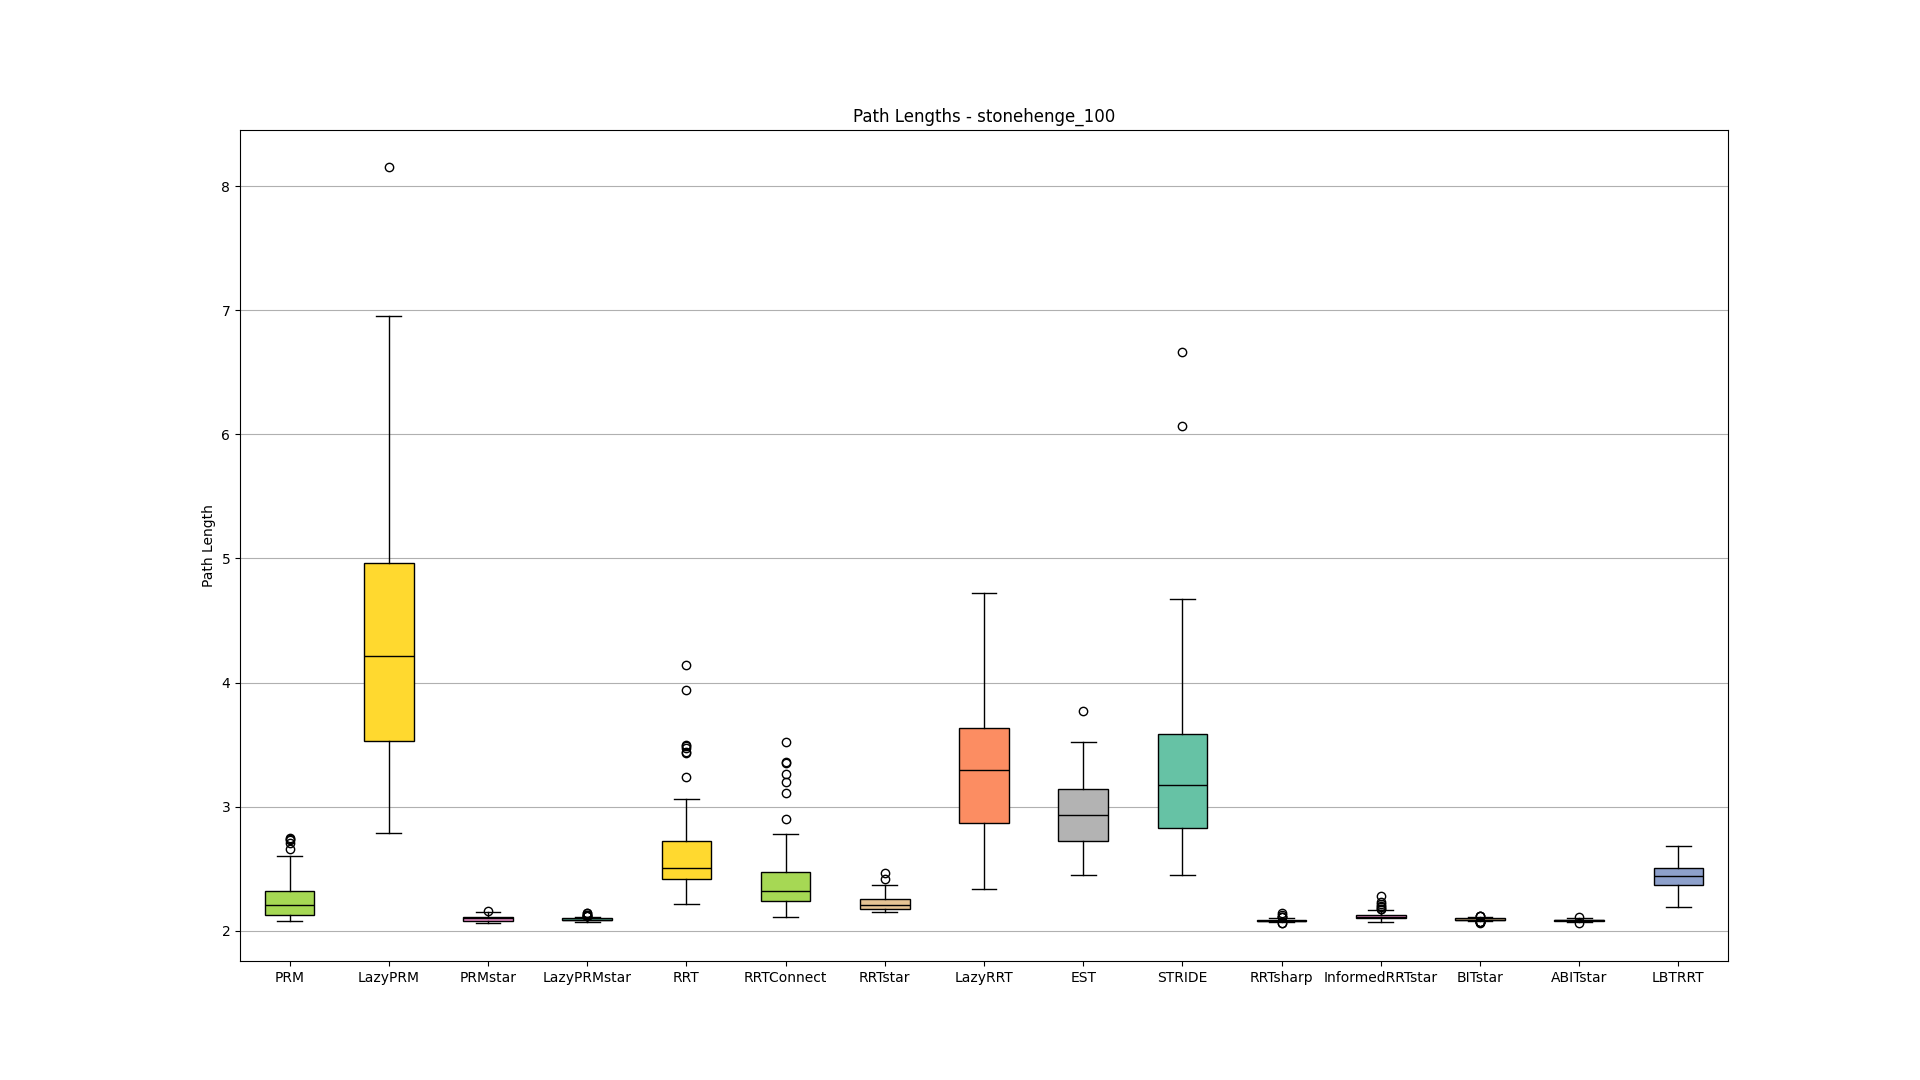 Path Lengths - stonehenge_100
Path Length
8
7
6
5
4
3
2
PRM LazyPRM PRMstar LazyPRMstar RRT RRTConnect RRTstar LazyRRT EST STRIDE RRTsharp InformedRRTstar BITstar ABITstar LBTRRT